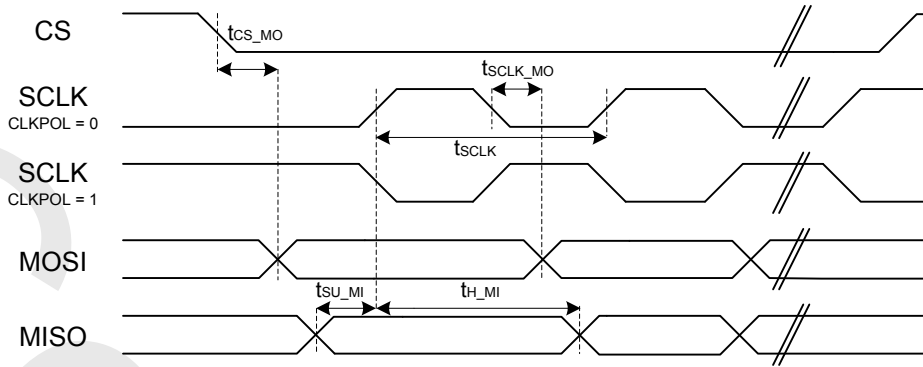 CS
tCS_MO
SCLK
CLKPOL = 0
tSCLK_MO
tSCLK
SCLK
CLKPOL = 1
MOSI
tSU_MI
tH_MI
MISO